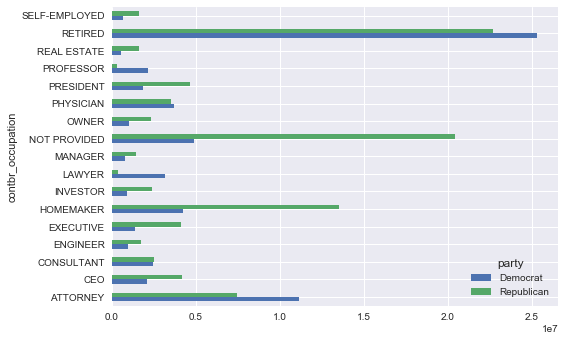 SELF-EMPLOYED
RETIRED
REAL ESTATE
PROFESSOR
PRESIDENT
PHYSICIAN
OWNER
NOT PROVIDED
MANAGER
LAWYER
INVESTOR
HOMEMAKER
EXECUTIVE
ENGINEER
CONSULTANT
CEO
ATTORNEY
contbr_occupation
party
Democrat
Republican
0.0 0.5 1.0 1.5 2.0 2.5
1e7